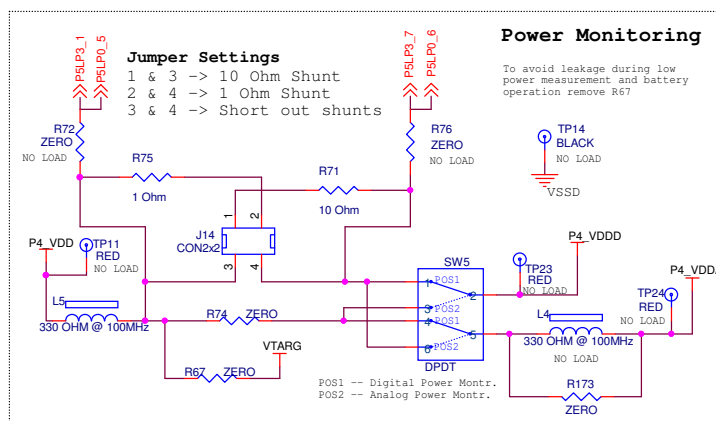 P5LP3_1
P5LP0_5
P5LP3_7
P5LP0_6
Power Monitoring
Jumper Settings
1 & 3 -> 10 Ohm Shunt
2 & 4 -> 1 Ohm Shunt
3 & 4 -> Short out shunts
To avoid leakage during low
power measurement and battery
operation remove R67
R72
ZERO
NO LOAD
R76
ZERO
NO LOAD
TP14
BLACK
NO LOAD
VSSD
R75
1 Ohm
R71
10 Ohm
1
2
J14
CON2x2
3
4
P4_VDD
TP11
RED
NO LOAD
L5
330 OHM @ 100MHz
SW5
POS1
1
2
3
POS2
4
POS1
5
6
POS2
DPDT
P4_VDDD
TP23
RED
NO LOAD
P4_VDDA
TP24
RED
NO LOAD
L4
330 OHM @ 100MHz
NO LOAD
R74
ZERO
R67
ZERO
VTARG
POS1 -- Digital Power Montr.
POS2 -- Analog Power Montr.
R173
ZERO